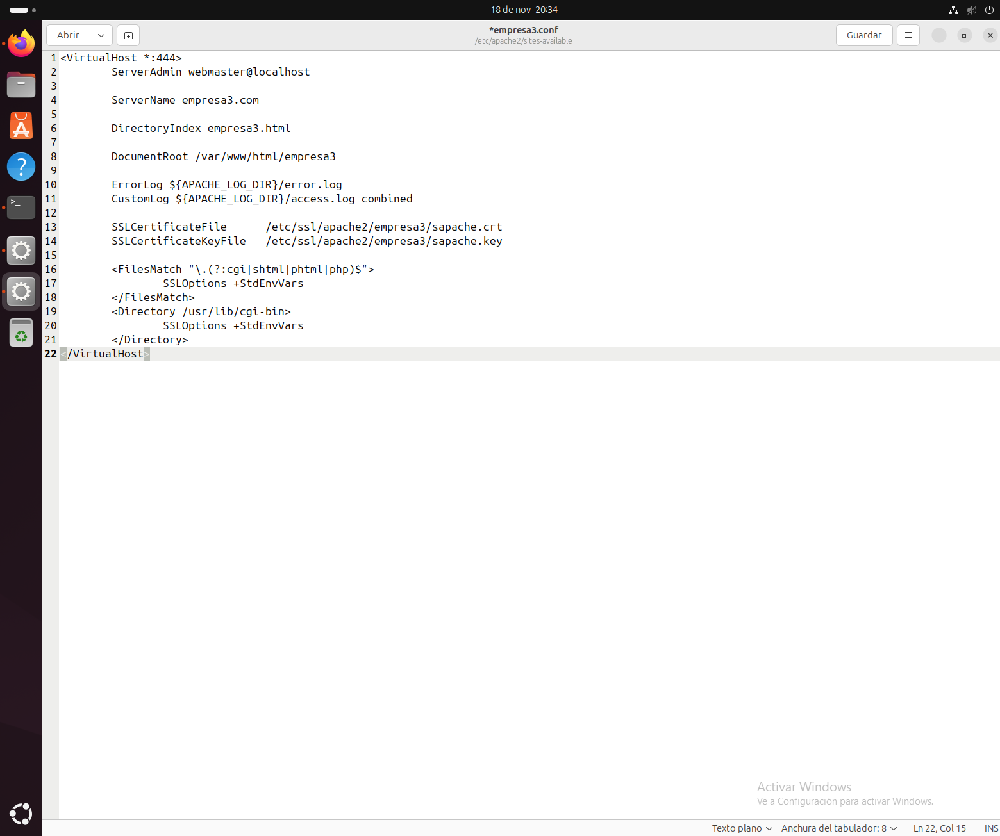 18 de nov  20:34
Abrir
*empresa3.conf
/etc/apache2/sites-available
Guardar
1 <VirtualHost *:444>
2         ServerAdmin webmaster@localhost
3
4         ServerName empresa3.com
5
6         DirectoryIndex empresa3.html
7
8         DocumentRoot /var/www/html/empresa3
9
10         ErrorLog ${APACHE_LOG_DIR}/error.log
11         CustomLog ${APACHE_LOG_DIR}/access.log combined
12
13         SSLCertificateFile      /etc/ssl/apache2/empresa3/sapache.crt
14         SSLCertificateKeyFile   /etc/ssl/apache2/empresa3/sapache.key
15
16         <FilesMatch "\.(?:cgi|shtml|phtml|php)$">
17                 SSLOptions +StdEnvVars
18         </FilesMatch>
19         <Directory /usr/lib/cgi-bin>
20                 SSLOptions +StdEnvVars
21         </Directory>
22 </VirtualHost>
Activar Windows
Ve a Configuración para activar Windows.
Texto plano  Anchura del tabulador: 8  Ln 22, Col 15  INS